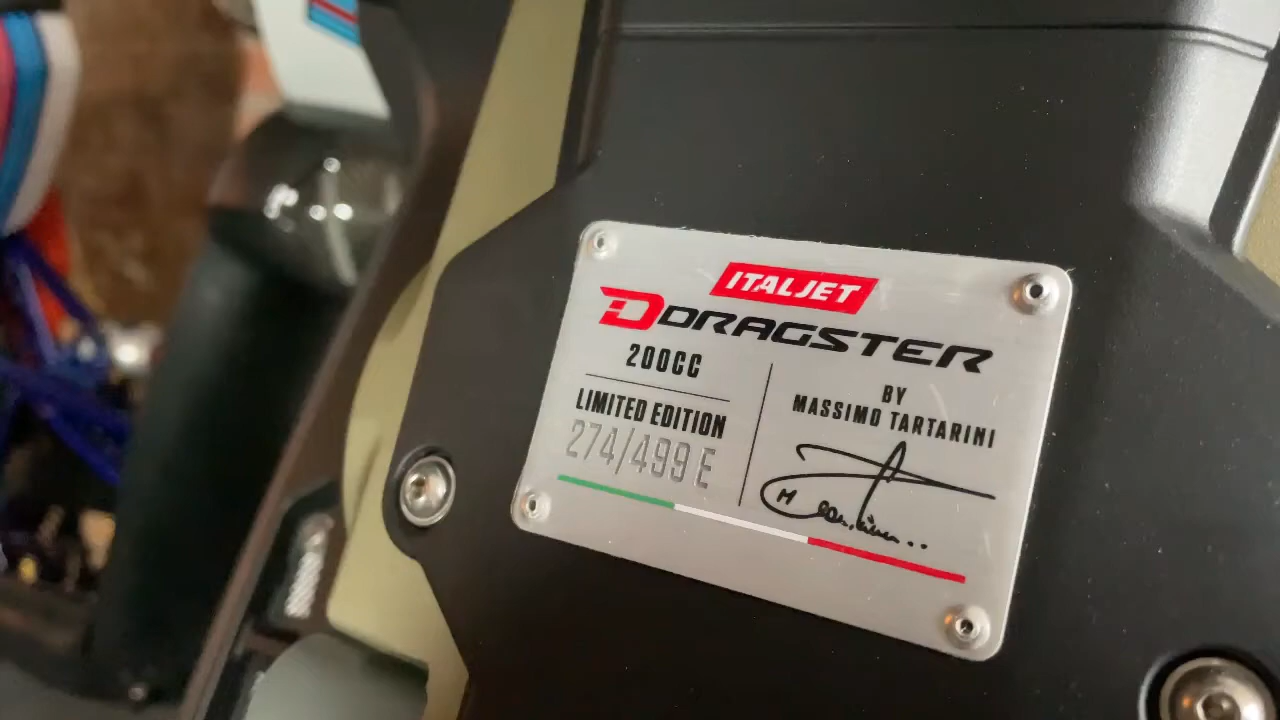 ITALJET
DRAGSTER
200CC
LIMITED EDITION
274/499 E
BY
MASSIMO TARTARINI